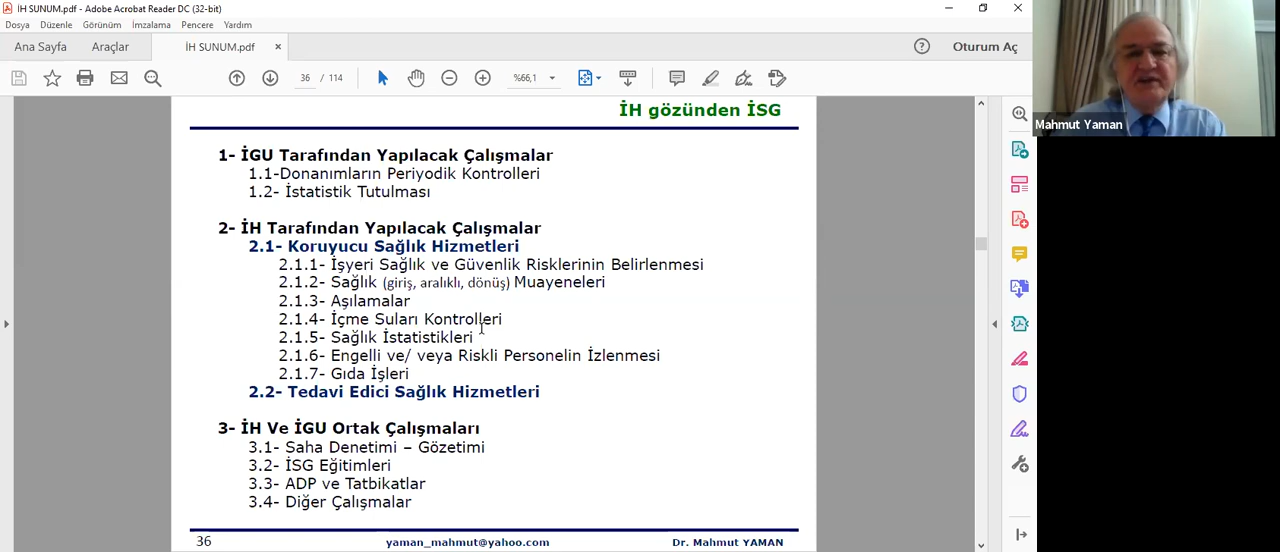 İH SUNUM.pdf - Adobe Acrobat Reader DC (32-bit)
Dosya Düzenle Görünüm İmzalama Pencere Yardım
Ana Sayfa Araçlar İH SUNUM.pdf × Oturum Aç
36 / 114 %66,1
Mahmut Yaman
İH gözünden İSG
1- İGU Tarafından Yapılacak Çalışmalar
1.1-Donanımların Periyodik Kontrolleri
1.2- İstatistik Tutulması
2- İH Tarafından Yapılacak Çalışmalar
2.1- Koruyucu Sağlık Hizmetleri
2.1.1- İşyeri Sağlık ve Güvenlik Risklerinin Belirlenmesi
2.1.2- Sağlık (giriş, aralıklı, dönüş) Muayeneleri
2.1.3- Aşılamalar
2.1.4- İçme Suları Kontrolleri
2.1.5- Sağlık İstatistikleri
2.1.6- Engelli ve/ veya Riskli Personelin İzlenmesi
2.1.7- Gıda İşleri
2.2- Tedavi Edici Sağlık Hizmetleri
3- İH Ve İGU Ortak Çalışmaları
3.1- Saha Denetimi – Gözetimi
3.2- İSG Eğitimleri
3.3- ADP ve Tatbikatlar
3.4- Diğer Çalışmalar
36 yaman_mahmut@yahoo.com Dr. Mahmut YAMAN